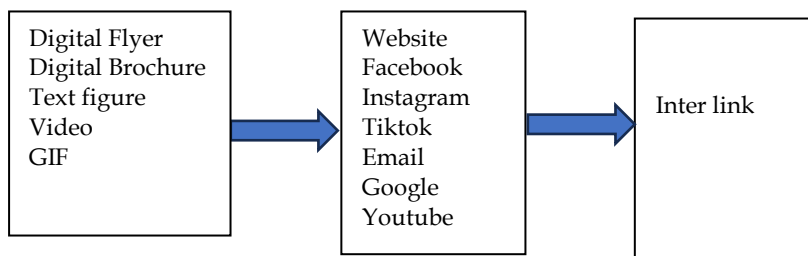 Digital Flyer
Digital Brochure
Text figure
Video
GIF
Website
Facebook
Instagram
Tiktok
Email
Google
Youtube
Inter link